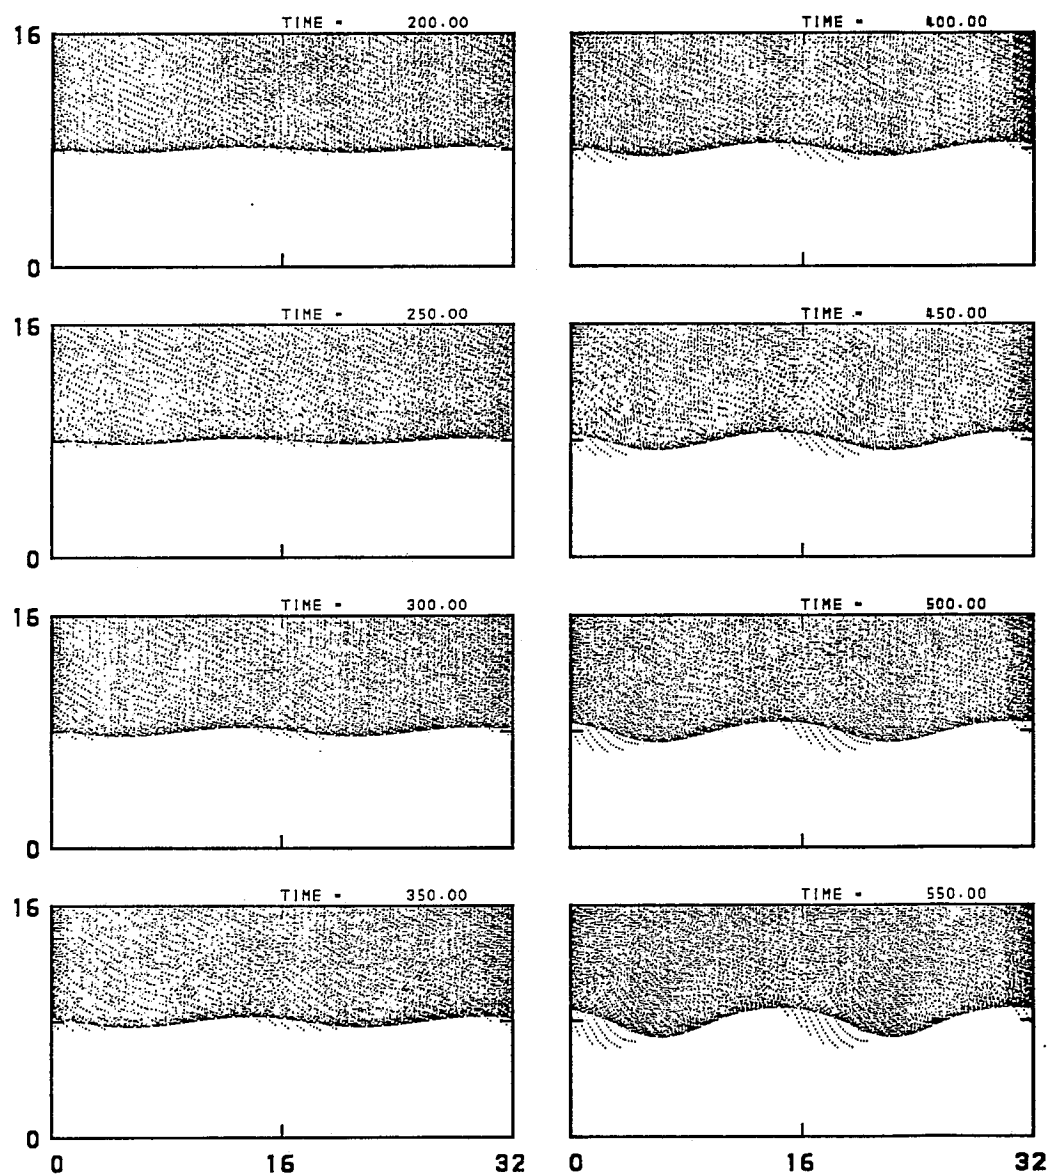 TIME = 200.00 TIME = 400.00
16
0
TIME = 250.00 TIME = 450.00
16
0
TIME = 300.00 TIME = 500.00
16
0
TIME = 350.00 TIME = 550.00
16
0
0 16 32 0 16 32